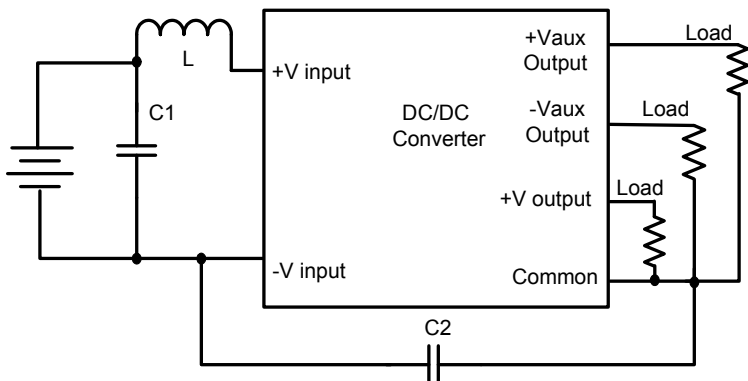 L
C1
+V input
-V input
DC/DC
Converter
+Vaux
Output
-Vaux
Output
+V output
Common
Load
Load
Load
C2